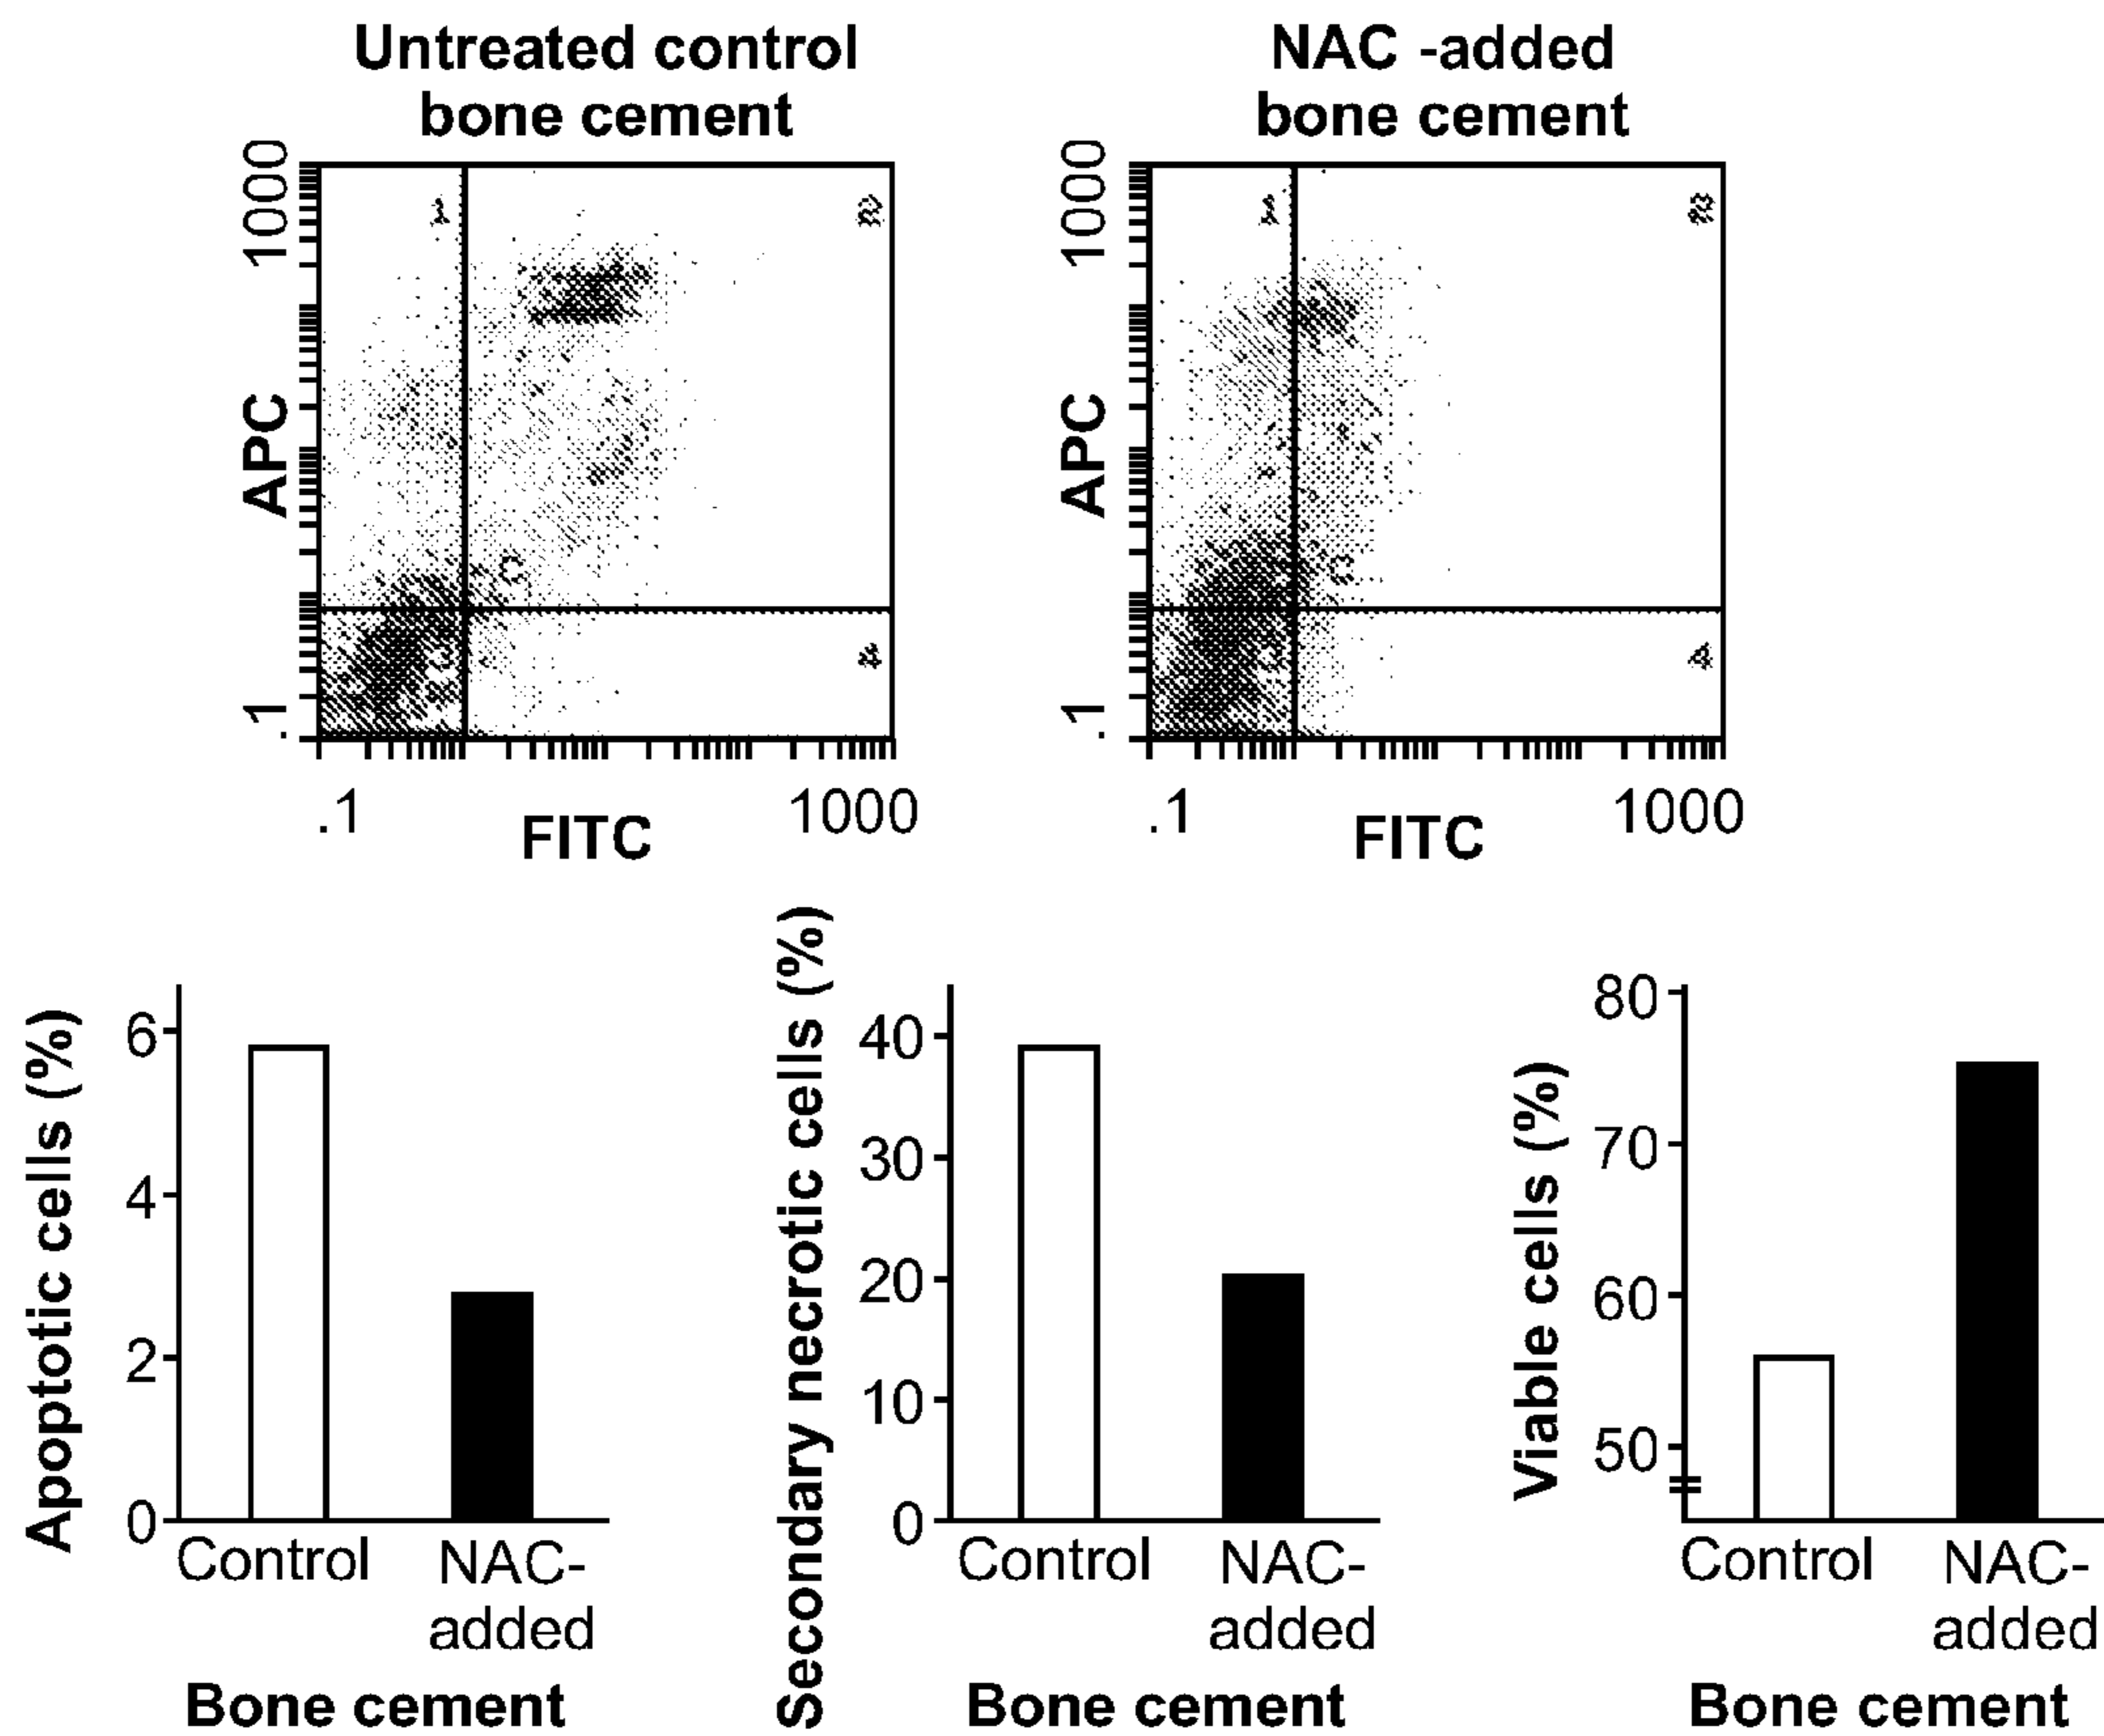 Untreated control
bone cement
NAC -added
bone cement
1000
APC
.1
.1
FITC
1000
1000
APC
.1
.1
FITC
1000
Apoptotic cells (%)
6
4
2
0
Control
NAC-
added
Bone cement
Secondary necrotic cells (%)
40
30
20
10
0
Control
NAC-
added
Bone cement
Viable cells (%)
80
70
60
50
Control
NAC-
added
Bone cement